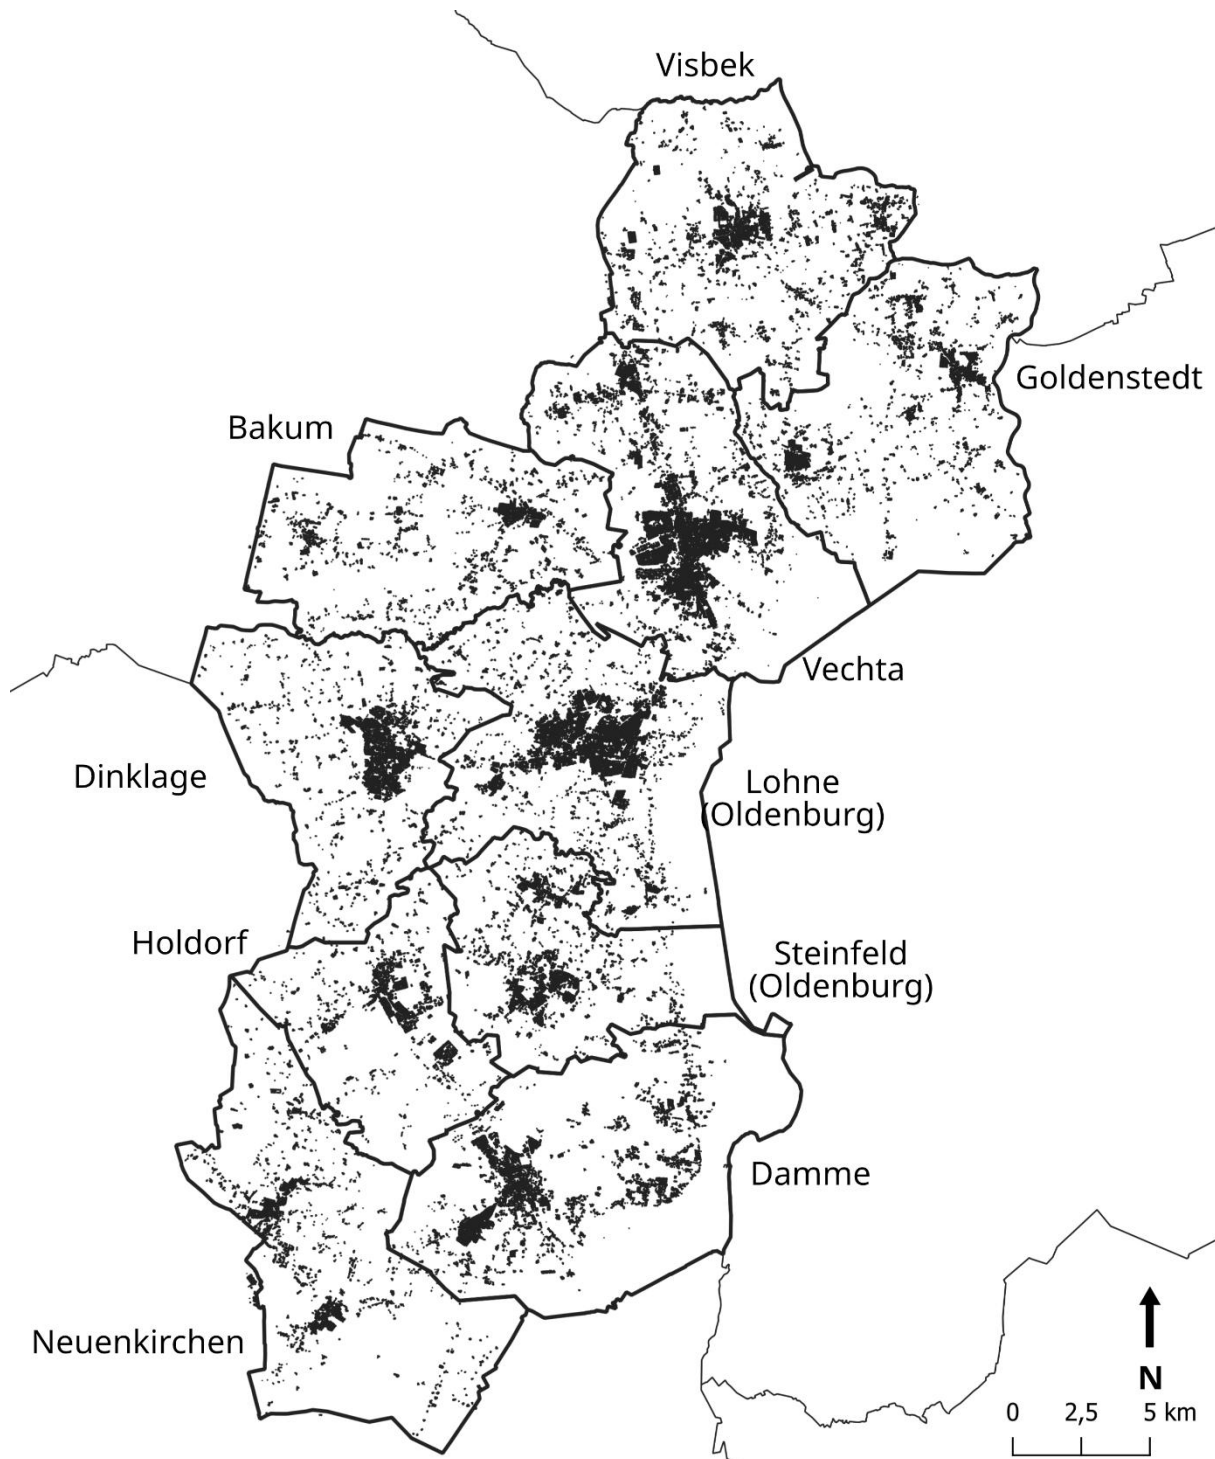 Visbek
Goldenstedt
Bakum
Vechta
Dinklage
Lohne
(Oldenburg)
Holdorf
Steinfeld
(Oldenburg)
Damme
Neuenkirchen
N
0 2,5 5 km